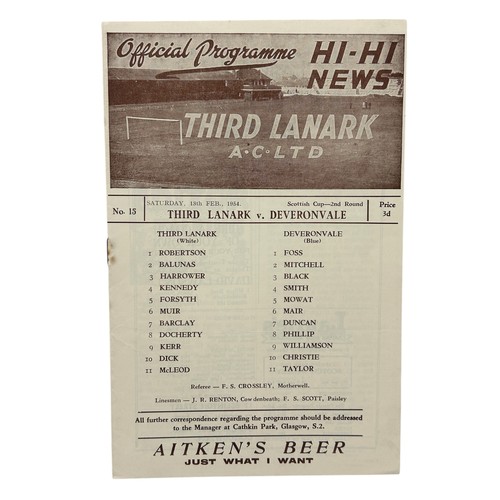 Official Programme HI-HI NEWS
THIRD LANARK
A·C·LTD
No. 15
SATURDAY, 13th FEB., 1954. Scottish Cup—2nd Round
THIRD LANARK v. DEVERONVALE
Price 3d
THIRD LANARK
(White)
1 ROBERTSON
2 BALUNAS
3 HARROWER
4 KENNEDY
5 FORSYTH
6 MUIR
7 BARCLAY
8 DOCHERTY
9 KERR
10 DICK
11 McLEOD
DEVERONVALE
(Blue)
1 FOSS
2 MITCHELL
3 BLACK
4 SMITH
5 MOWAT
6 MAIR
7 DUNCAN
8 PHILLIP
9 WILLIAMSON
10 CHRISTIE
11 TAYLOR
Referee — F. S. CROSSLEY, Motherwell.
Linesmen — J. R. RENTON, Cowdenbeath; F. S. SCOTT, Paisley
All further correspondence regarding the programme should be addressed
to the Manager at Cathkin Park, Glasgow, S.2.
AITKEN'S BEER
JUST WHAT I WANT